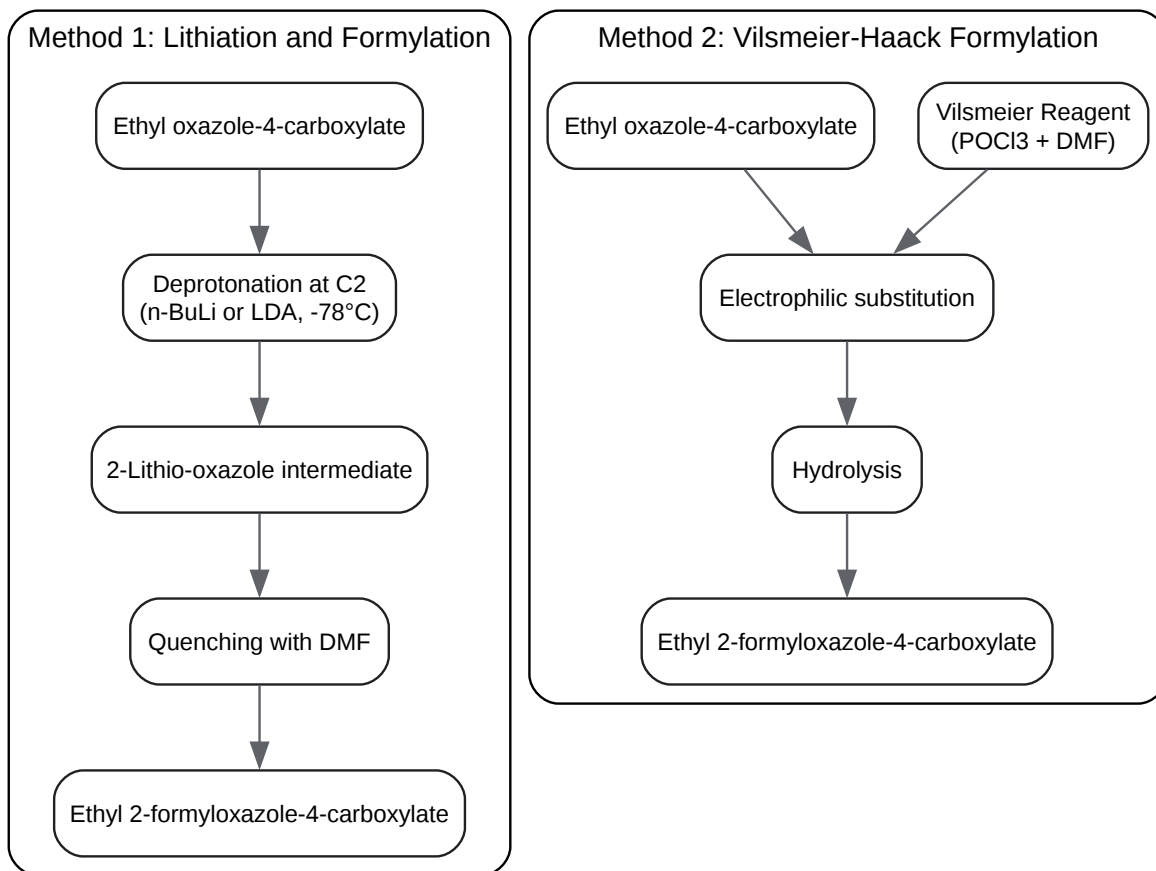 Method 1: Lithiation and Formylation
Ethyl oxazole-4-carboxylate
Deprotonation at C2
(n-BuLi or LDA, -78°C)
2-Lithio-oxazole intermediate
Quenching with DMF
Ethyl 2-formyloxazole-4-carboxylate
Method 2: Vilsmeier-Haack Formylation
Ethyl oxazole-4-carboxylate
Vilsmeier Reagent
(POCl3 + DMF)
Electrophilic substitution
Hydrolysis
Ethyl 2-formyloxazole-4-carboxylate